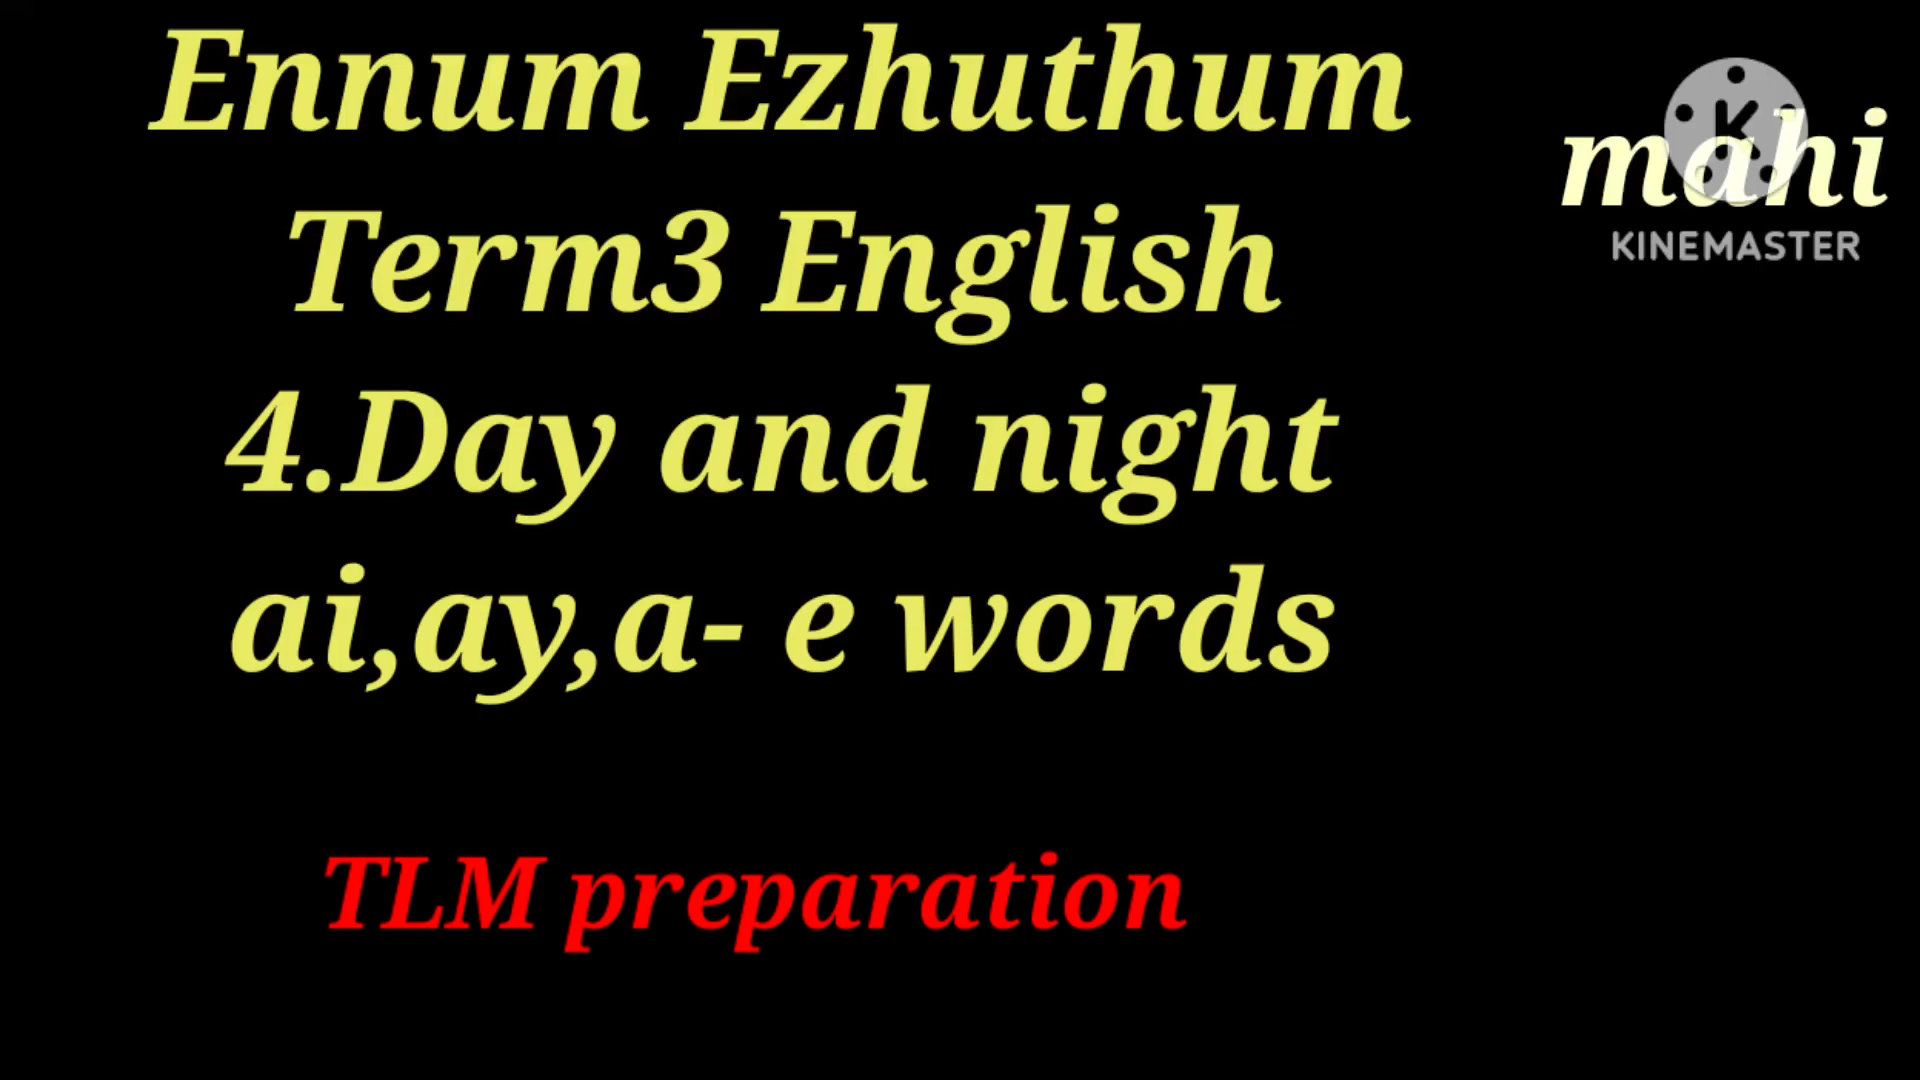 Ennum Ezhuthum
mahi
KINEMASTER
Term3 English
4.Day and night
ai,ay,a- e words
TLM preparation